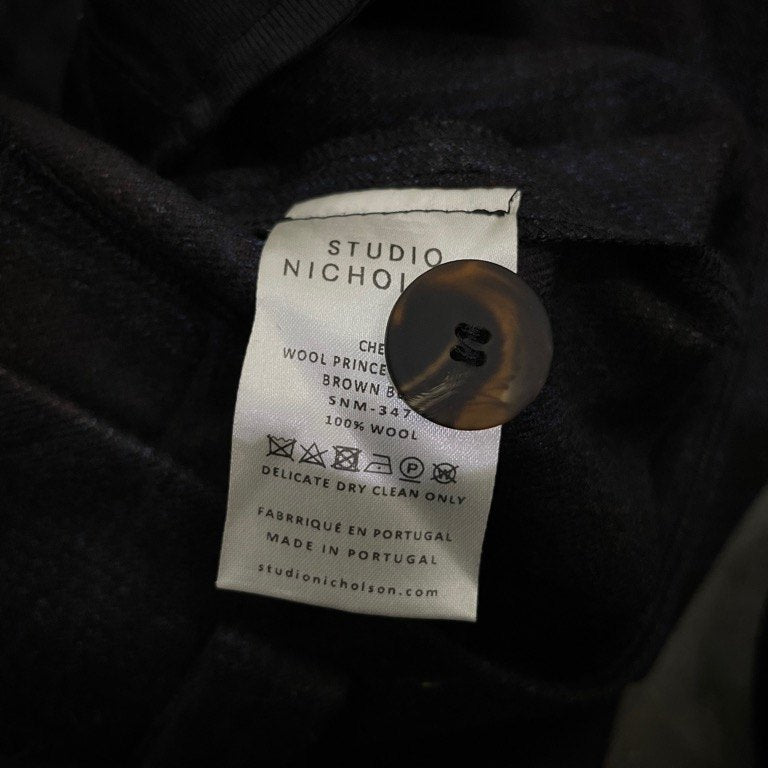 STUDIO
NICHOL
CHE
WOOL PRINCE
BROWN B
SNM-347
100% WOOL
P
DELICATE DRY CLEAN ONLY
FABRRIQUÉ EN PORTUGAL
MADE IN PORTUGAL
studionicholson.com